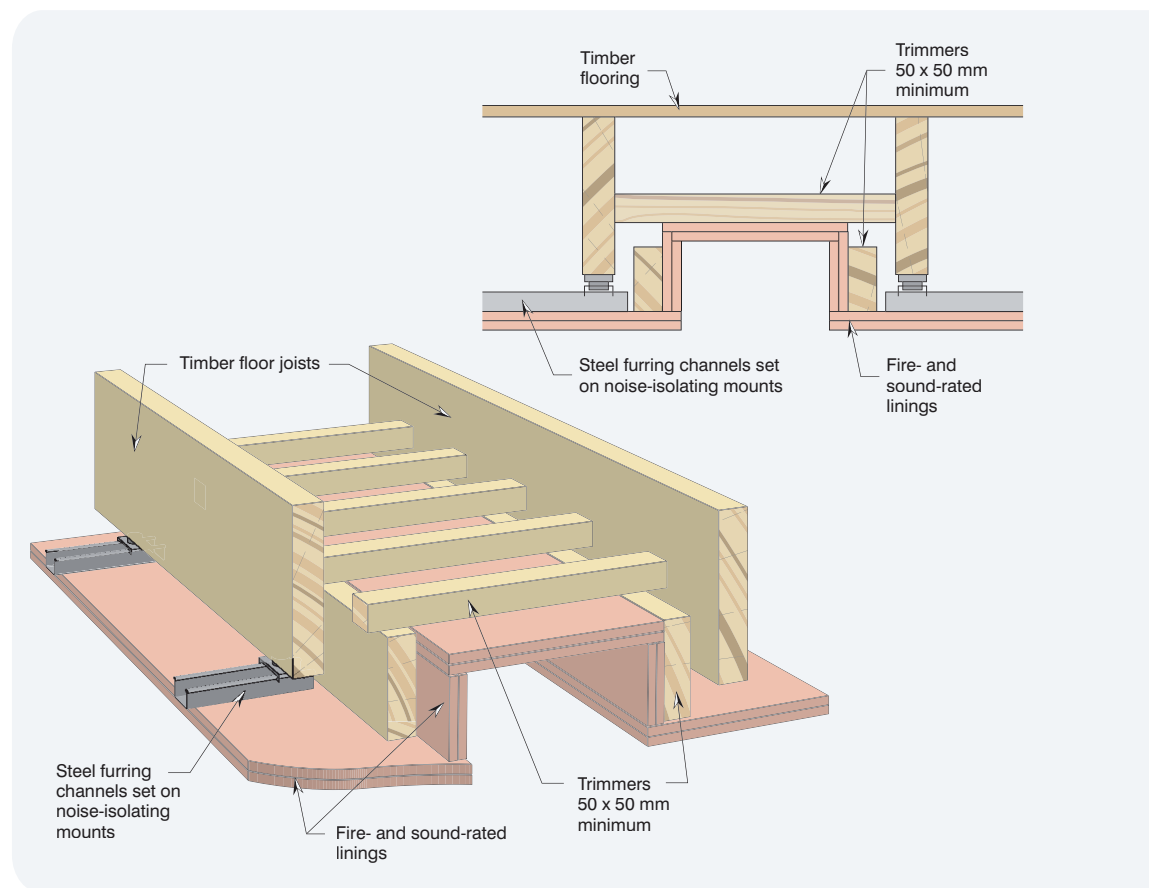 Timber
flooring
Trimmers
50 x 50 mm
minimum
Steel furring channels set
on noise-isolating mounts
Fire- and
sound-rated
linings
Timber floor joists
Steel furring
channels set on
noise-isolating
mounts
Trimmers
50 x 50 mm
minimum
Fire- and sound-rated
linings